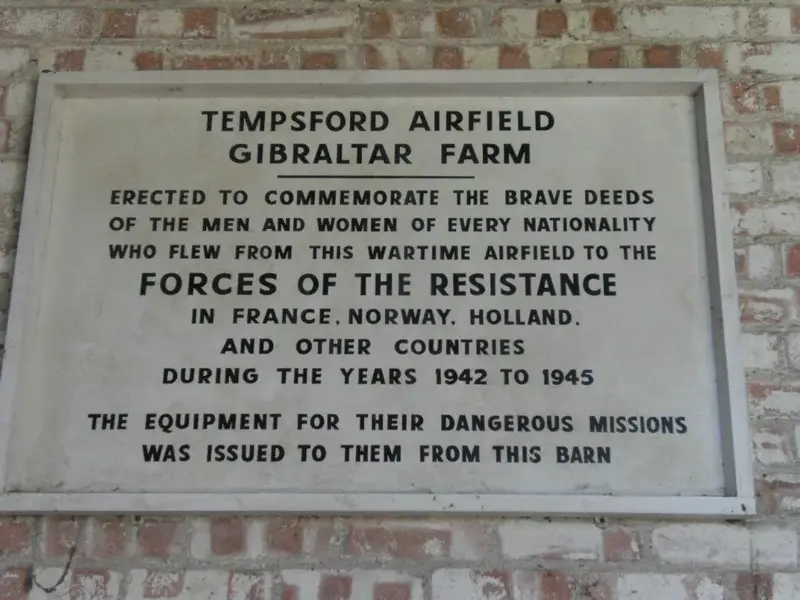 TEMPSFORD AIRFIELD
GIBRALTAR FARM
ERECTED TO COMMEMORATE THE BRAVE DEEDS
OF THE MEN AND WOMEN OF EVERY NATIONALITY
WHO FLEW FROM THIS WARTIME AIRFIELD TO THE
FORCES OF THE RESISTANCE
IN FRANCE, NORWAY, HOLLAND,
AND OTHER COUNTRIES
DURING THE YEARS 1942 TO 1945
THE EQUIPMENT FOR THEIR DANGEROUS MISSIONS
WAS ISSUED TO THEM FROM THIS BARN